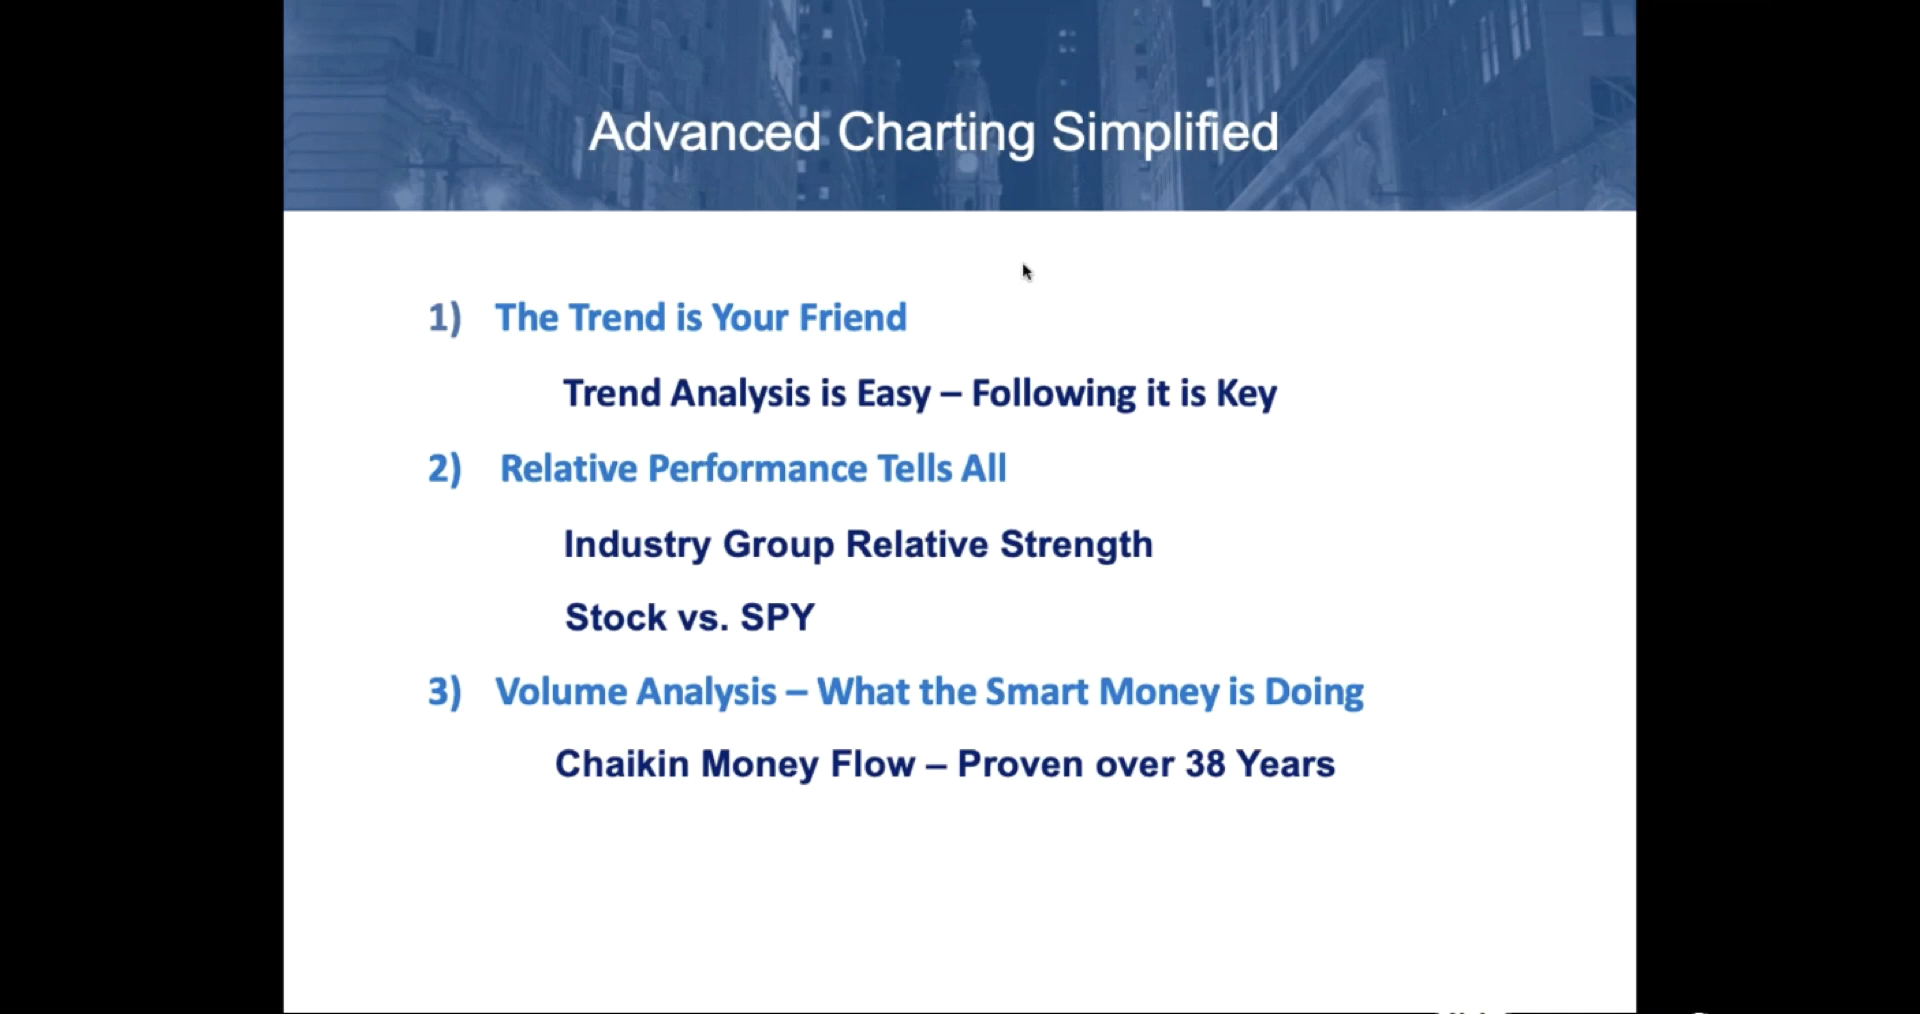 Advanced Charting Simplified
1) The Trend is Your Friend
Trend Analysis is Easy – Following it is Key
2) Relative Performance Tells All
Industry Group Relative Strength
Stock vs. SPY
3) Volume Analysis – What the Smart Money is Doing
Chaikin Money Flow – Proven over 38 Years